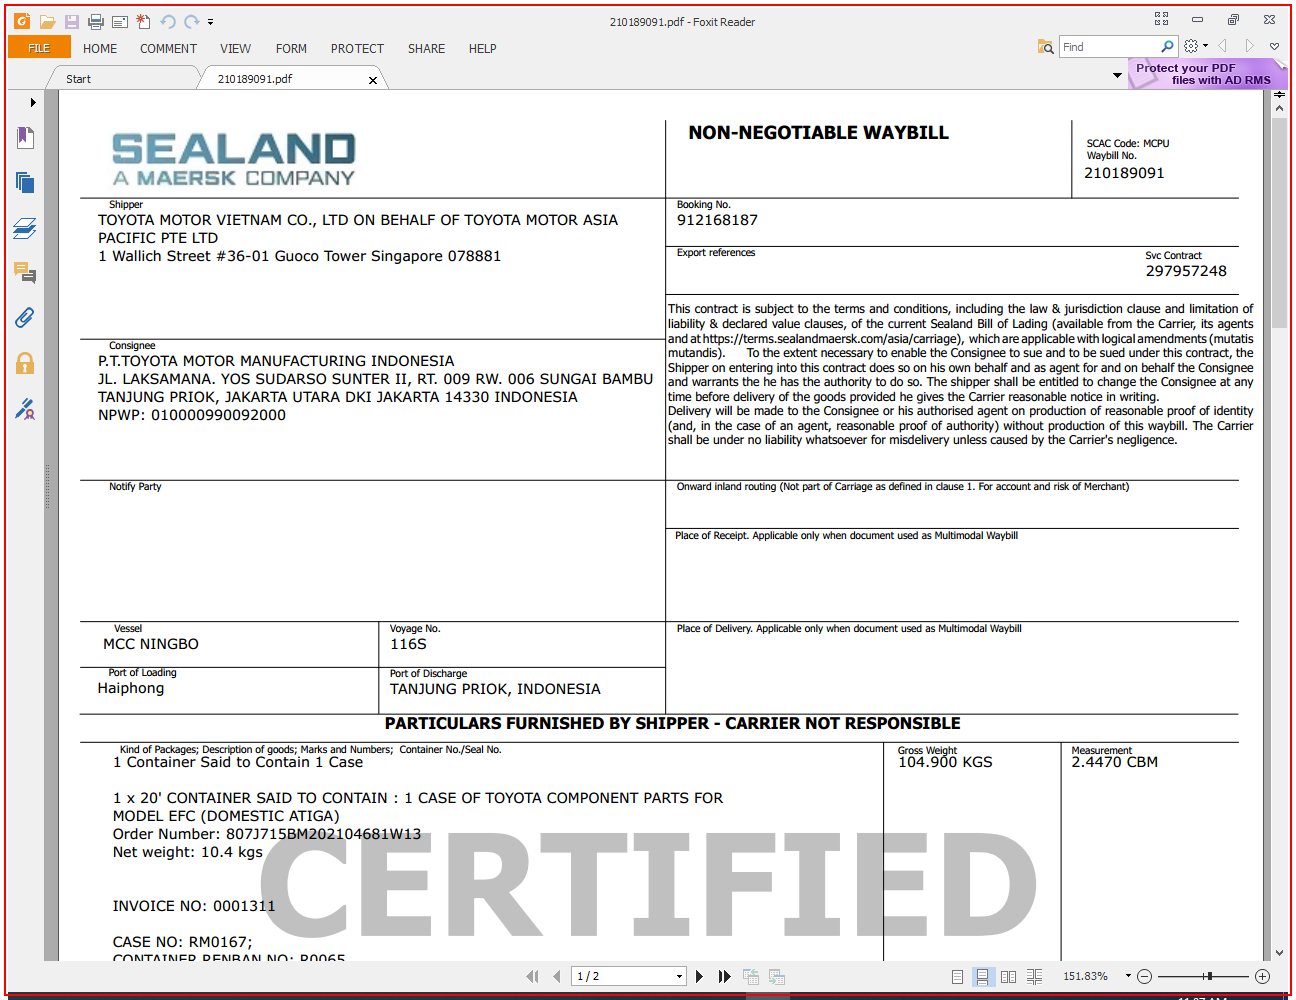 210189091.pdf - Foxit Reader
FILE
HOME
COMMENT
VIEW
FORM
PROTECT
SHARE
HELP
Find
Start
210189091.pdf
Protect your PDF
files with AD RMS
SEALAND
A MAERSK COMPANY
NON-NEGOTIABLE WAYBILL
SCAC Code: MCPU
Waybill No.
210189091
Shipper
TOYOTA MOTOR VIETNAM CO., LTD ON BEHALF OF TOYOTA MOTOR ASIA
PACIFIC PTE LTD
1 Wallich Street #36-01 Guoco Tower Singapore 078881
Booking No.
912168187
Export references
Svc Contract
297957248
This contract is subject to the terms and conditions, including the law & jurisdiction clause and limitation of
liability & declared value clauses, of the current Sealand Bill of Lading (available from the Carrier, its agents
and at https://terms.sealandmaersk.com/asia/carriage), which are applicable with logical amendments (mutatis
mutandis). To the extent necessary to enable the Consignee to sue and to be sued under this contract, the
Shipper on entering into this contract does so on his own behalf and as agent for and on behalf the Consignee
and warrants the he has the authority to do so. The shipper shall be entitled to change the Consignee at any
time before delivery of the goods provided he gives the Carrier reasonable notice in writing.
Delivery will be made to the Consignee or his authorised agent on production of reasonable proof of identity
(and, in the case of an agent, reasonable proof of authority) without production of this waybill. The Carrier
shall be under no liability whatsoever for misdelivery unless caused by the Carrier's negligence.
Consignee
P.T.TOYOTA MOTOR MANUFACTURING INDONESIA
JL. LAKSAMANA. YOS SUDARSO SUNTER II, RT. 009 RW. 006 SUNGAI BAMBU
TANJUNG PRIOK, JAKARTA UTARA DKI JAKARTA 14330 INDONESIA
NPWP: 010000990092000
Notify Party
Onward inland routing (Not part of Carriage as defined in clause 1. For account and risk of Merchant)
Place of Receipt. Applicable only when document used as Multimodal Waybill
Vessel
MCC NINGBO
Voyage No.
116S
Place of Delivery. Applicable only when document used as Multimodal Waybill
Port of Loading
Haiphong
Port of Discharge
TANJUNG PRIOK, INDONESIA
PARTICULARS FURNISHED BY SHIPPER - CARRIER NOT RESPONSIBLE
Kind of Packages; Description of goods; Marks and Numbers; Container No./Seal No.
Gross Weight
Measurement
1 Container Said to Contain 1 Case
104.900 KGS
2.4470 CBM
1 x 20' CONTAINER SAID TO CONTAIN : 1 CASE OF TOYOTA COMPONENT PARTS FOR
MODEL EFC (DOMESTIC ATIGA)
Order Number: 807J715BM202104681W13
Net weight: 10.4 kgs
CERTIFIED
INVOICE NO: 0001311
CASE NO: RM0167;
CONTAINER RENBAN NO: R0065
1 / 2
151.83%